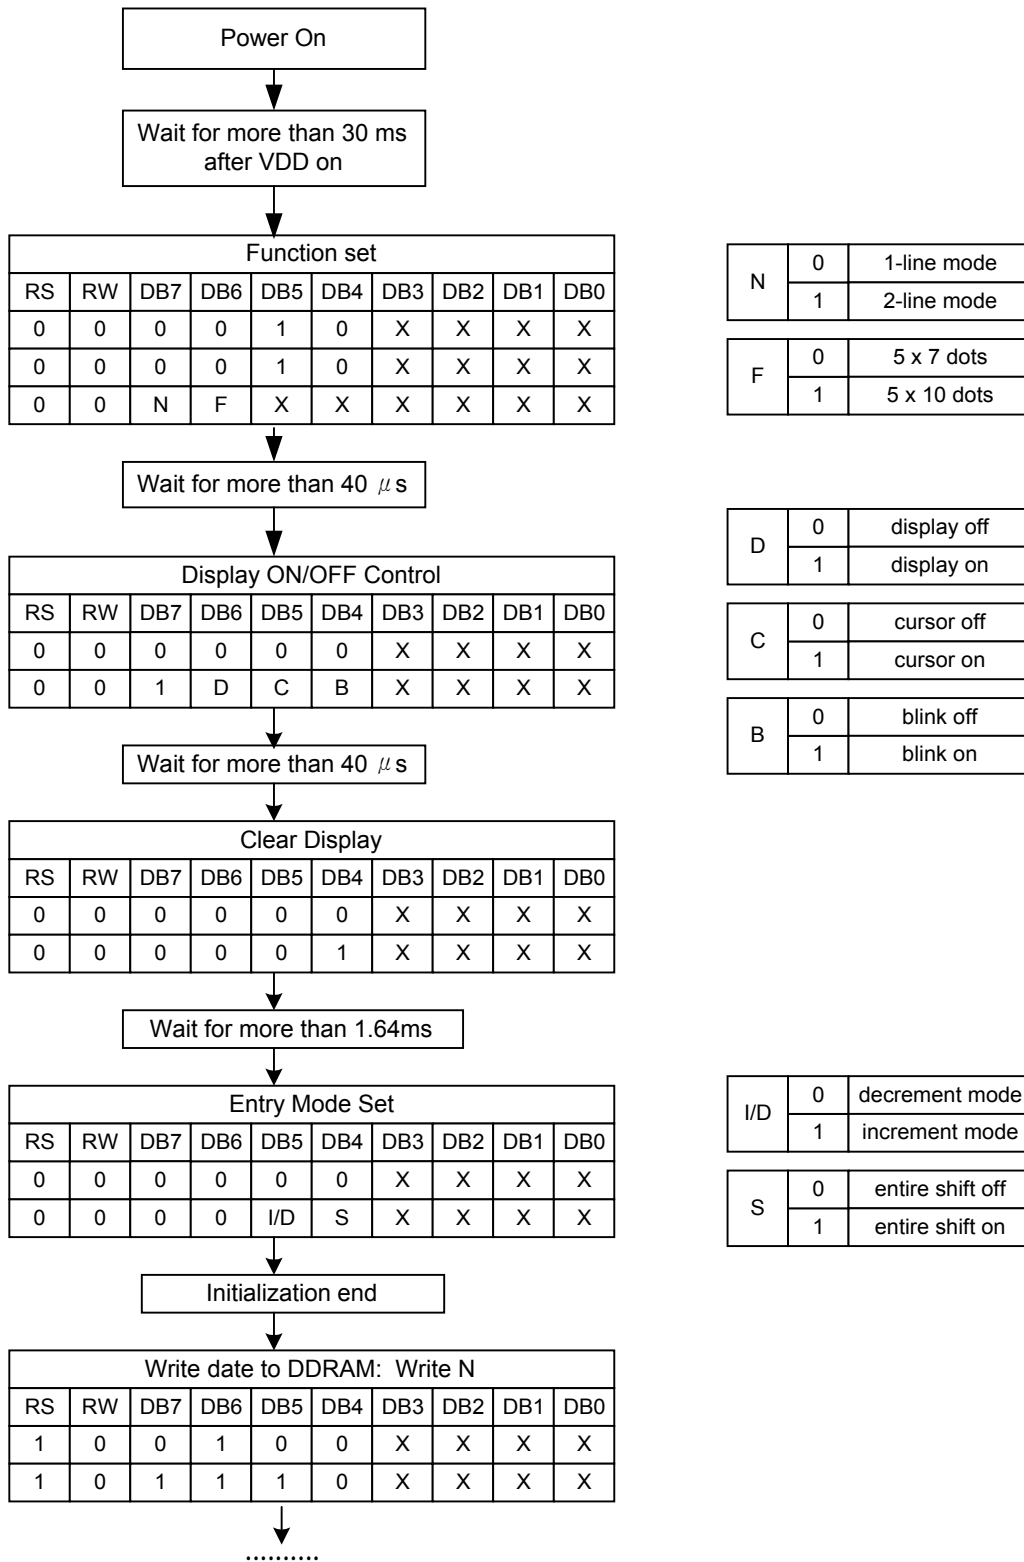 Power On
Wait for more than 30 ms
after VDD on
Function set
RS RW DB7 DB6 DB5 DB4 DB3 DB2 DB1 DB0
0 0 0 0 1 0 X X X X
0 0 0 0 1 0 X X X X
0 0 N F X X X X X X
N 0 1-line mode
1 2-line mode
F 0 5 x 7 dots
1 5 x 10 dots
Wait for more than 40 μs
Display ON/OFF Control
RS RW DB7 DB6 DB5 DB4 DB3 DB2 DB1 DB0
0 0 0 0 0 0 X X X X
0 0 1 D C B X X X X
D 0 display off
1 display on
C 0 cursor off
1 cursor on
B 0 blink off
1 blink on
Wait for more than 40 μs
Clear Display
RS RW DB7 DB6 DB5 DB4 DB3 DB2 DB1 DB0
0 0 0 0 0 0 X X X X
0 0 0 0 0 1 X X X X
Wait for more than 1.64ms
Entry Mode Set
RS RW DB7 DB6 DB5 DB4 DB3 DB2 DB1 DB0
0 0 0 0 0 0 X X X X
0 0 0 0 I/D S X X X X
I/D 0 decrement mode
1 increment mode
S 0 entire shift off
1 entire shift on
Initialization end
Write date to DDRAM: Write N
RS RW DB7 DB6 DB5 DB4 DB3 DB2 DB1 DB0
1 0 0 1 0 0 X X X X
1 0 1 1 1 0 X X X X
..........